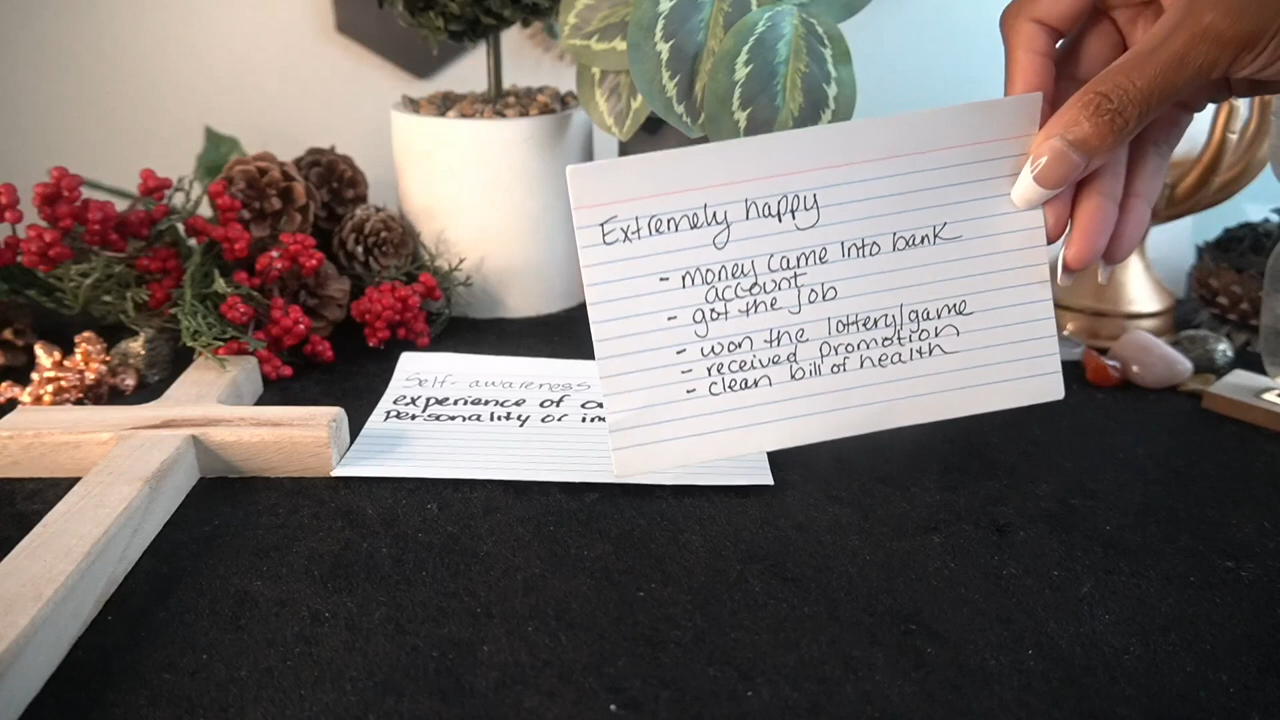 Extremely happy
- money came into bank
account
- got the job
- won the lottery/game
- received promotion
- clean bill of health
Self-awareness
experience of
personality or